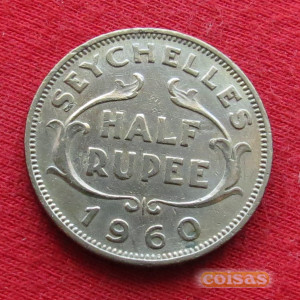 SEYCHELLES
HALF
RUPEE
1960
coisas